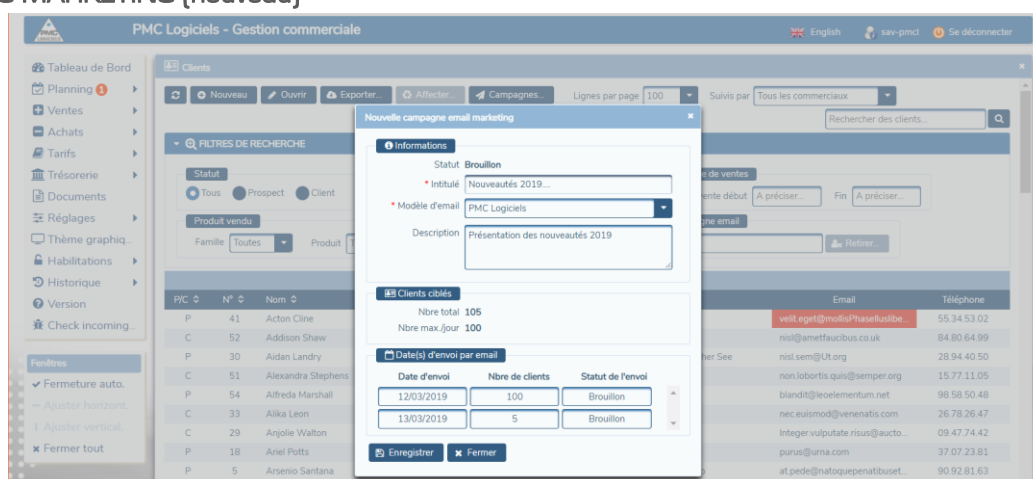 MARKETING (nouveau)
PMC Logiciels - Gestion commerciale
English sav-pmcl Se déconnecter
Tableau de Bord
Planning 1
Ventes
Achats
Tarifs
Trésorerie
Documents
Réglages
Thème graphiq...
Habilitations
Historique
Version
Check incoming...
Fenêtres
Fermeture auto.
Ajuster horizont.
Ajuster vertical
Fermer tout
Clients
Nouveau Ouvrir Exporter... Affecter... Campagnes... Lignes par page 100 Suivis par Tous les commerciaux
Rechercher des clients...
FILTRES DE RECHERCHE
Statut
Tous Prospect Client
de ventes
début A préciser... Fin A préciser...
Produit vendu
email
Famille Toutes Produit
Retirer...
P/C N° Nom Email Téléphone
P 41 Acton Cline velit.eget@mollisPhaselluslibe... 55.34.53.02
C 52 Addison Shaw nisl@ametfaucibus.co.uk 84.80.64.99
P 30 Aidan Landry her See nisl.sem@Ut.org 28.94.40.50
C 51 Alexandra Stephens non.lobortis.quis@semper.org 15.77.11.05
P 54 Alfreda Marshall blandit@leoelementum.net 98.58.50.48
C 33 Alika Leon nec.euismod@venenatis.com 26.78.26.47
C 29 Anjolie Walton Integer.vulputate.risus@aucto... 09.47.74.42
P 18 Ariel Potts purus@urna.com 37.07.23.81
P 5 Arsenio Santana at.pede@natoquepenatibuset... 90.92.81.63
Nouvelle campagne email marketing
Informations
Statut Brouillon
* Intitulé Nouveautés 2019...
* Modèle d'email PMC Logiciels
Description Présentation des nouveautés 2019
Clients ciblés
Nbre total 105
Nbre max./jour 100
Date(s) d'envoi par email
Date d'envoi Nbre de clients Statut de l'envoi
12/03/2019 100 Brouillon
13/03/2019 5 Brouillon
Enregistrer Fermer